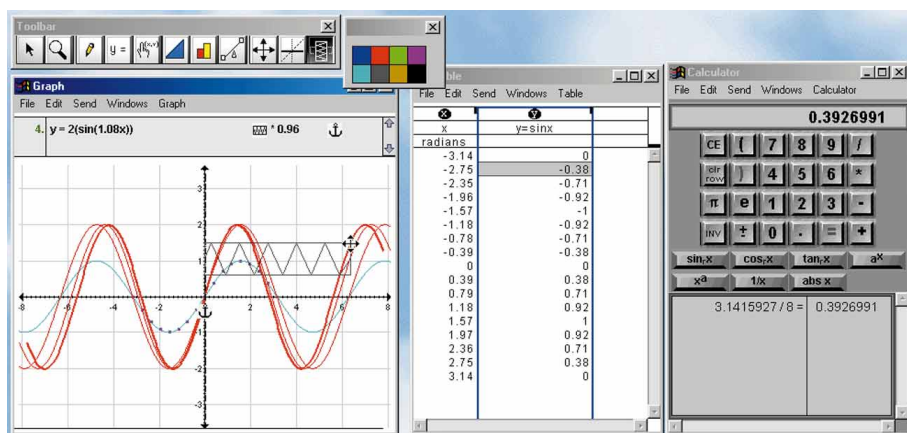 Toolbar
y =
(x,y)
Graph
File Edit Send Windows Graph
4. y = 2(sin(1.08x)) * 0.96
3
2
1
-1
-2
-3
-8 -6 -4 -2 0 2 4 6 8
File Edit Send Windows Table
x y
x y=sinx
radians
-3.14 0
-2.75 -0.38
-2.35 -0.71
-1.96 -0.92
-1.57 -1
-1.18 -0.92
-0.78 -0.71
-0.39 -0.38
0 0
0.39 0.38
0.79 0.71
1.18 0.92
1.57 1
1.97 0.92
2.36 0.71
2.75 0.38
3.14 0
Calculator
File Edit Send Windows Calculator
0.3926991
CE ( 7 8 9 /
clr row ) 4 5 6 *
π e 1 2 3 -
INV ± 0 . = +
sin,x cos,x tan,x a^x
x^a 1/x abs x
3.1415927/8 = 0.3926991